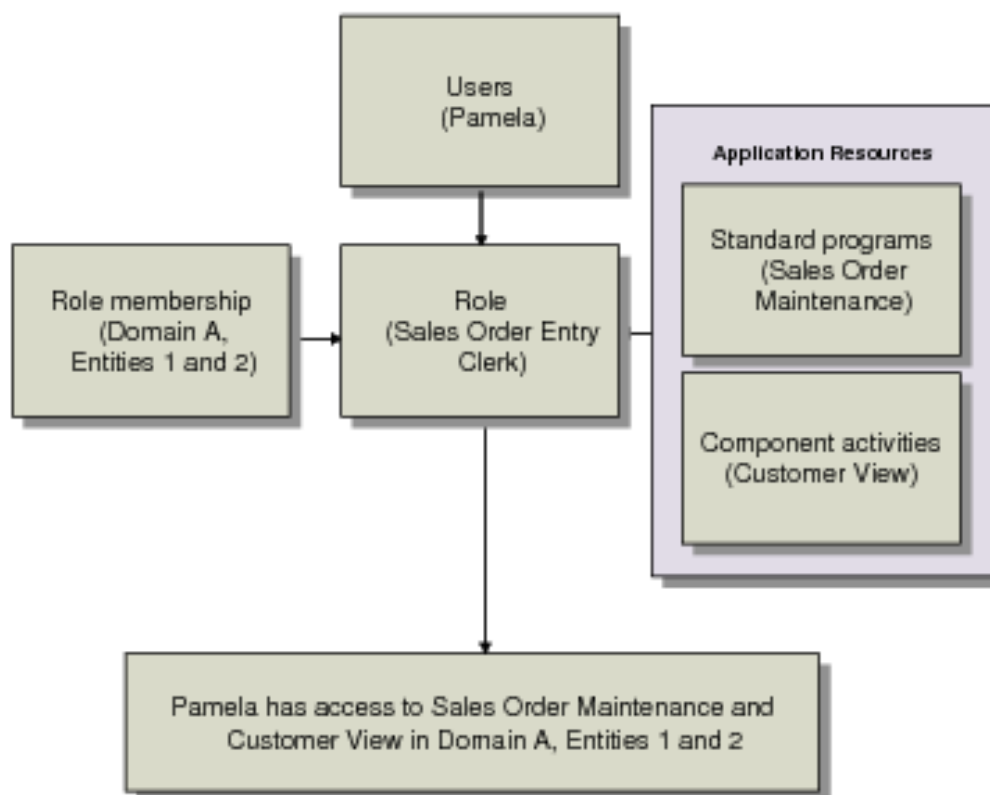 Users
(Pamela)
Application Resources
Standard programs
(Sales Order
Maintenance)
Role membership
(Domain A,
Entities 1 and 2)
Role
(Sales Order Entry
Clerk)
Component activities
(Customer View)
Pamela has access to Sales Order Maintenance and
Customer View in Domain A, Entities 1 and 2